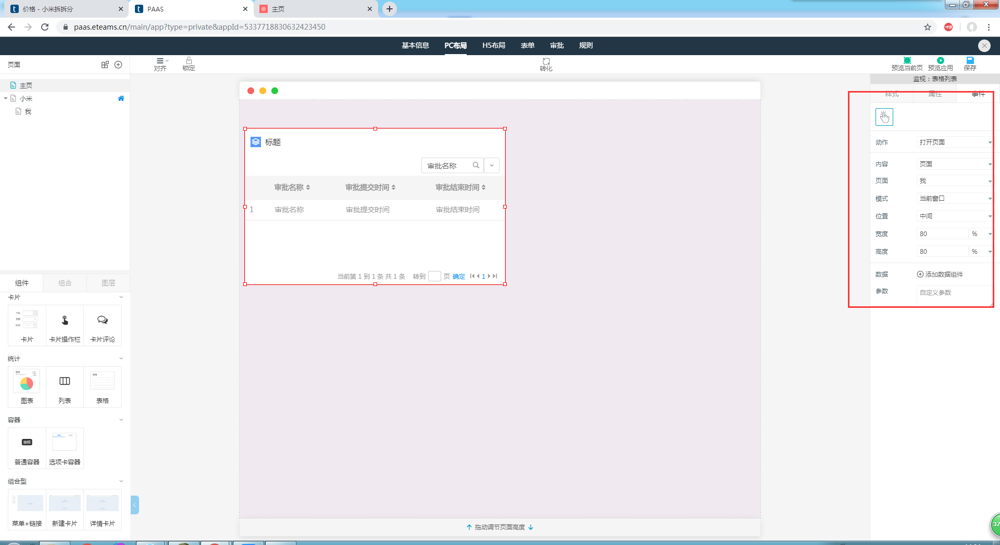 价格 - 小米拆拆分
PAAS
主页
paas.eteams.cn/main/app?type=private&appId=5337718830632423450
基本信息 PC布局 H5布局 表单 审批 规则
页面
对齐
锁定
转化
预览当前页 预览应用 保存
主页
小米
我
监视：表格列表
样式 属性 事件
动作 打开页面
内容 页面
页面 我
模式 当前窗口
位置 中间
宽度 80 %
高度 80 %
数据 添加数据组件
参数 自定义参数
标题
审批名称
审批名称 审批提交时间 审批结束时间
1 审批名称 审批提交时间 审批结束时间
当前第 1 到 1 条 共 1 条 转到 页 确定 1
组件 组合 图层
卡片
卡片 卡片操作栏 卡片评论
统计
图表
表格
图表 列表 表格
容器
按钮
普通容器 选项卡容器
组合型
菜单+链接 新建卡片 详情卡片
拖动调节页面高度
37